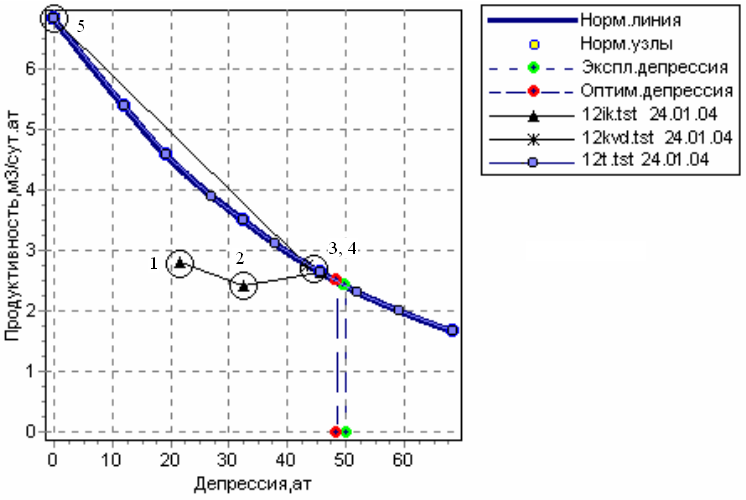 Продуктивность,м3/сут.ат
6
5
4
3
2
1
0
5
1
2
3, 4
0
10
20
30
40
50
60
Депрессия,ат
Норм.линия
Норм.узлы
Экспл.депрессия
Оптим.депрессия
12ik.tst 24.01.04
12kvd.tst 24.01.04
12t.tst 24.01.04